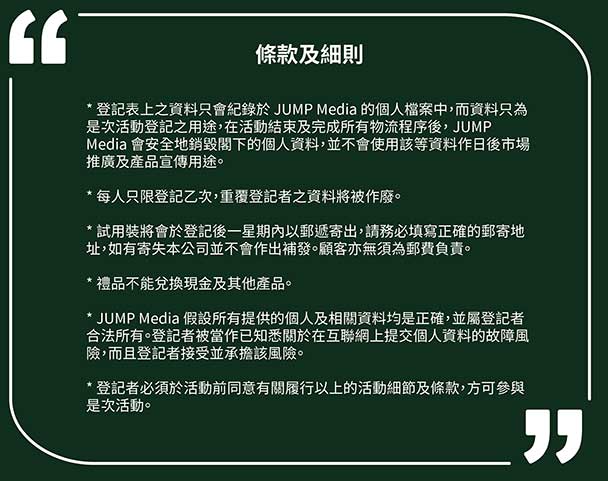 條款及細則
* 登記表上之資料只會紀錄於 JUMP Media 的個人檔案中，而資料只為
是次活動登記之用途，在活動結束及完成所有物流程序後， JUMP
Media 會安全地銷毀閣下的個人資料，並不會使用該等資料作日後市場
推廣及產品宣傳用途。
* 每人只限登記乙次，重覆登記者之資料將被作廢。
* 試用裝將會於登記後一星期內以郵遞寄出，請務必填寫正確的郵寄地
址，如有寄失本公司並不會作出補發。顧客亦無須為郵費負責。
* 禮品不能兌換現金及其他產品。
* JUMP Media 假設所有提供的個人及相關資料均是正確，並屬登記者
合法所有。登記者被當作已知悉關於在互聯網上提交個人資料的故障風
險，而且登記者接受並承擔該風險。
* 登記者必須於活動前同意有關履行以上的活動細節及條款，方可參與
是次活動。